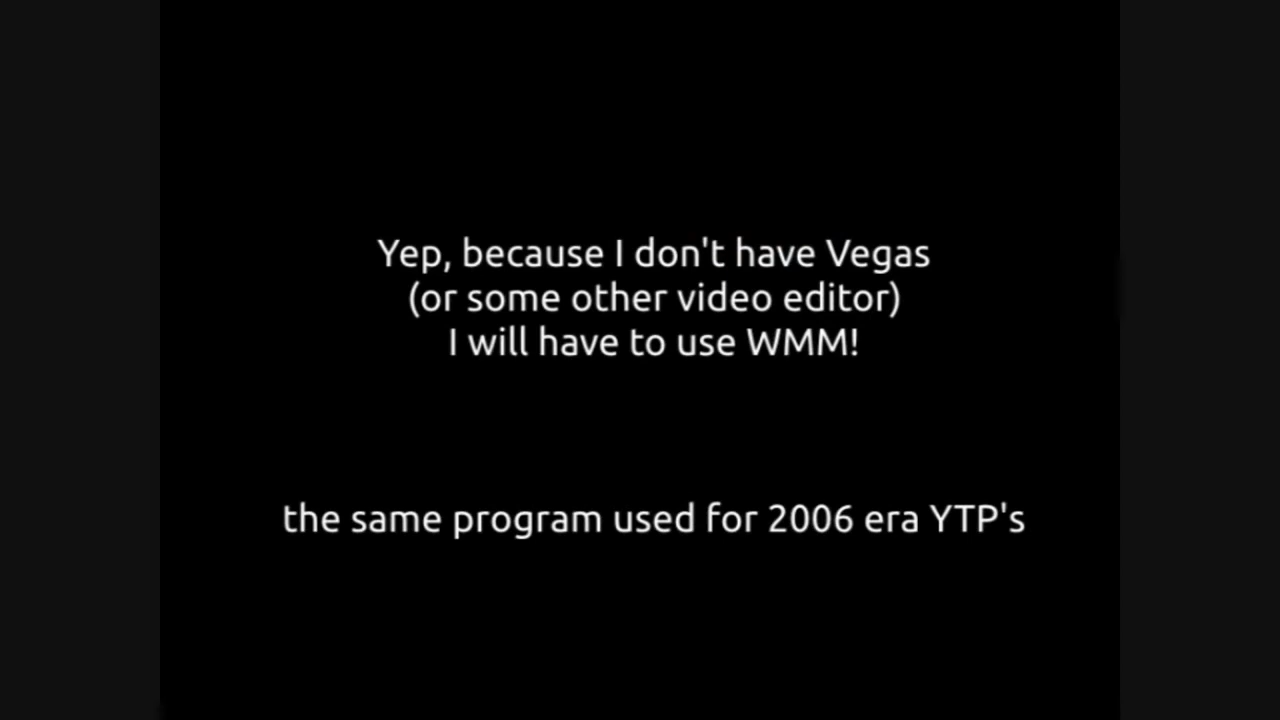 Yep, because I don't have Vegas
(or some other video editor)
I will have to use WMM!
the same program used for 2006 era YTP's